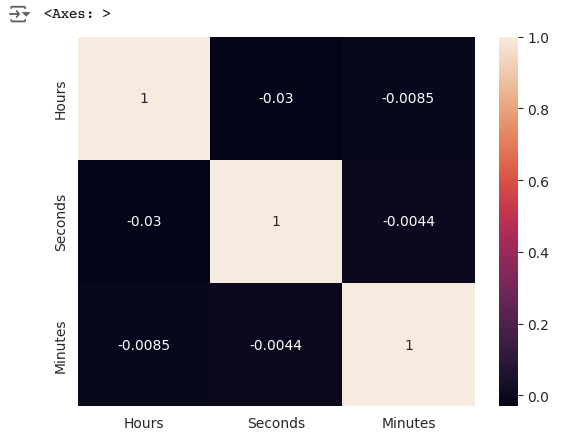 <Axes: >
Hours
1
-0.03
-0.0085
Seconds
-0.03
1
-0.0044
Minutes
-0.0085
-0.0044
1
Hours
Seconds
Minutes
1.0
0.8
0.6
0.4
0.2
0.0